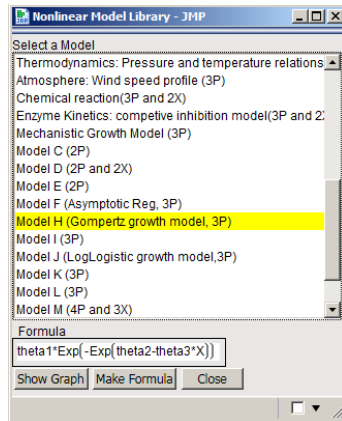 Nonlinear Model Library - JMP
Select a Model
Thermodynamics: Pressure and temperature relations
Atmosphere: Wind speed profile (3P)
Chemical reaction(3P and 2X)
Enzyme Kinetics: competive inhibition model(3P and 2
Mechanistic Growth Model (3P)
Model C (2P)
Model D (2P and 2X)
Model E (2P)
Model F (Asymptotic Reg, 3P)
Model H (Gompertz growth model, 3P)
Model I (3P)
Model J (LogLogistic growth model,3P)
Model K (3P)
Model L (3P)
Model M (4P and 3X)
Formula
theta1*Exp(-Exp(theta2-theta3*X))
Show Graph Make Formula Close